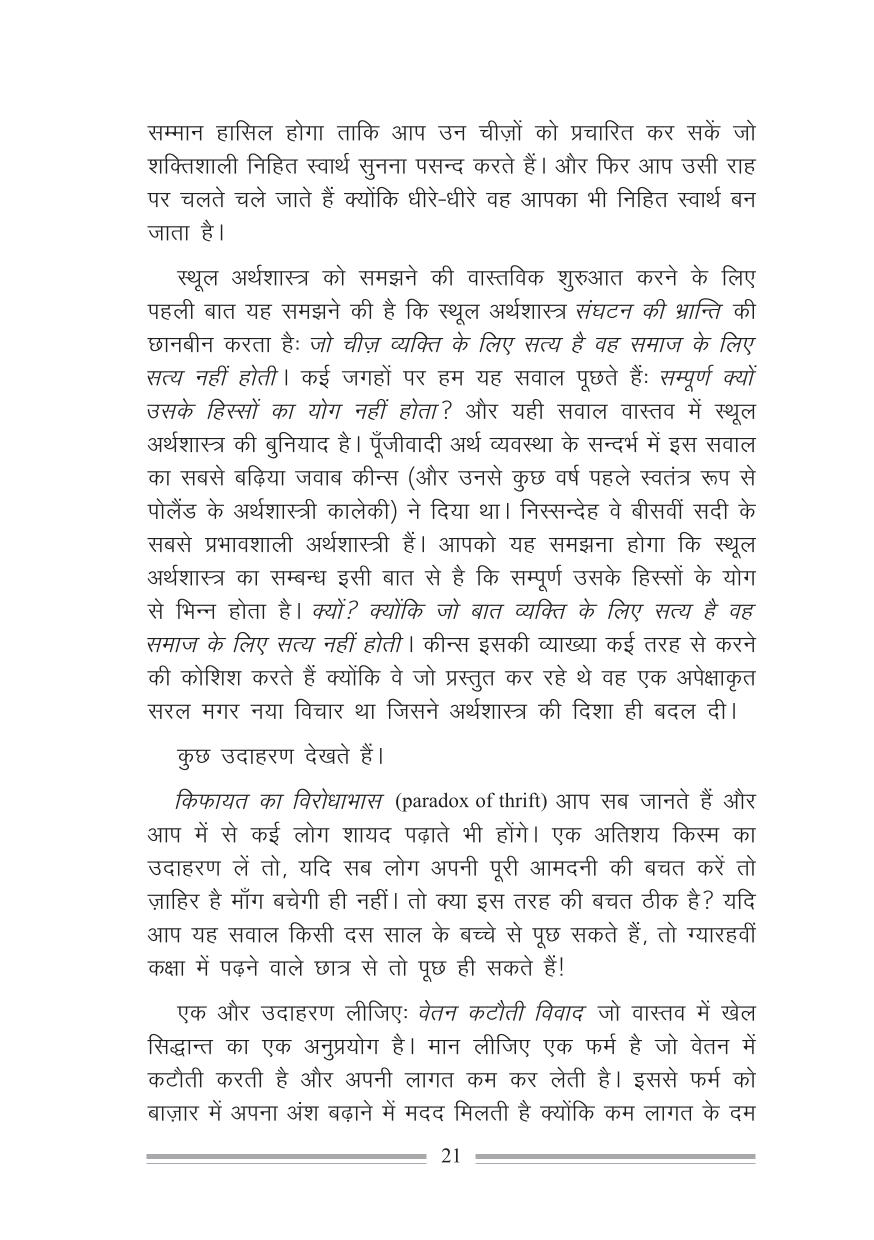 सम्मान हासिल होगा ताकि आप उन चीज़ों को प्रचारित कर सकें जो
शक्तिशाली निहित स्वार्थ सुनना पसन्द करते हैं। और फिर आप उसी राह
पर चलते चले जाते हैं क्योंकि धीरे-धीरे वह आपका भी निहित स्वार्थ बन
जाता है।
स्थूल अर्थशास्त्र को समझने की वास्तविक शुरुआत करने के लिए
पहली बात यह समझने की है कि स्थूल अर्थशास्त्र संघटन की भ्रान्ति की
छानबीन करता है: जो चीज़ व्यक्ति के लिए सत्य है वह समाज के लिए
सत्य नहीं होती। कई जगहों पर हम यह सवाल पूछते हैं: सम्पूर्ण क्यों
उसके हिस्सों का योग नहीं होता? और यही सवाल वास्तव में स्थूल
अर्थशास्त्र की बुनियाद है। पूँजीवादी अर्थ व्यवस्था के सन्दर्भ में इस सवाल
का सबसे बढ़िया जवाब कीन्स (और उनसे कुछ वर्ष पहले स्वतंत्र रूप से
पोलैंड के अर्थशास्त्री कालेकी) ने दिया था। निस्सन्देह वे बीसवीं सदी के
सबसे प्रभावशाली अर्थशास्त्री हैं। आपको यह समझना होगा कि स्थूल
अर्थशास्त्र का सम्बन्ध इसी बात से है कि सम्पूर्ण उसके हिस्सों के योग
से भिन्न होता है। क्यों? क्योंकि जो बात व्यक्ति के लिए सत्य है वह
समाज के लिए सत्य नहीं होती। कीन्स इसकी व्याख्या कई तरह से करने
की कोशिश करते हैं क्योंकि वे जो प्रस्तुत कर रहे थे वह एक अपेक्षाकृत
सरल मगर नया विचार था जिसने अर्थशास्त्र की दिशा ही बदल दी।
कुछ उदाहरण देखते हैं।
किफायत का विरोधाभास (paradox of thrift) आप सब जानते हैं और
आप में से कई लोग शायद पढ़ाते भी होंगे। एक अतिशय किस्म का
उदाहरण लें तो, यदि सब लोग अपनी पूरी आमदनी की बचत करें तो
ज़ाहिर है माँग बचेगी ही नहीं। तो क्या इस तरह की बचत ठीक है? यदि
आप यह सवाल किसी दस साल के बच्चे से पूछ सकते हैं, तो ग्यारहवीं
कक्षा में पढ़ने वाले छात्र से तो पूछ ही सकते हैं!
एक और उदाहरण लीजिए: वेतन कटौती विवाद जो वास्तव में खेल
सिद्धान्त का एक अनुप्रयोग है। मान लीजिए एक फर्म है जो वेतन में
कटौती करती है और अपनी लागत कम कर लेती है। इससे फर्म को
बाज़ार में अपना अंश बढ़ाने में मदद मिलती है क्योंकि कम लागत के दम
21